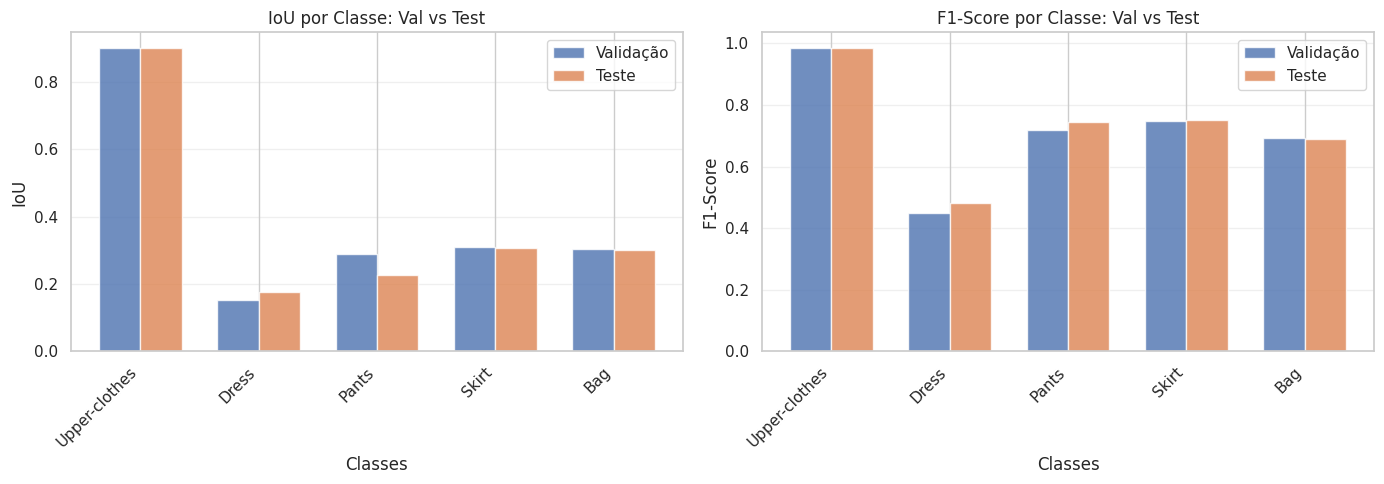 IoU por Classe: Val vs Test
IoU
0.8
0.6
0.4
0.2
0.0
Validação
Teste
Upper-clothes
Dress
Pants
Skirt
Bag
Classes
F1-Score por Classe: Val vs Test
F1-Score
1.0
0.8
0.6
0.4
0.2
0.0
Validação
Teste
Upper-clothes
Dress
Pants
Skirt
Bag
Classes